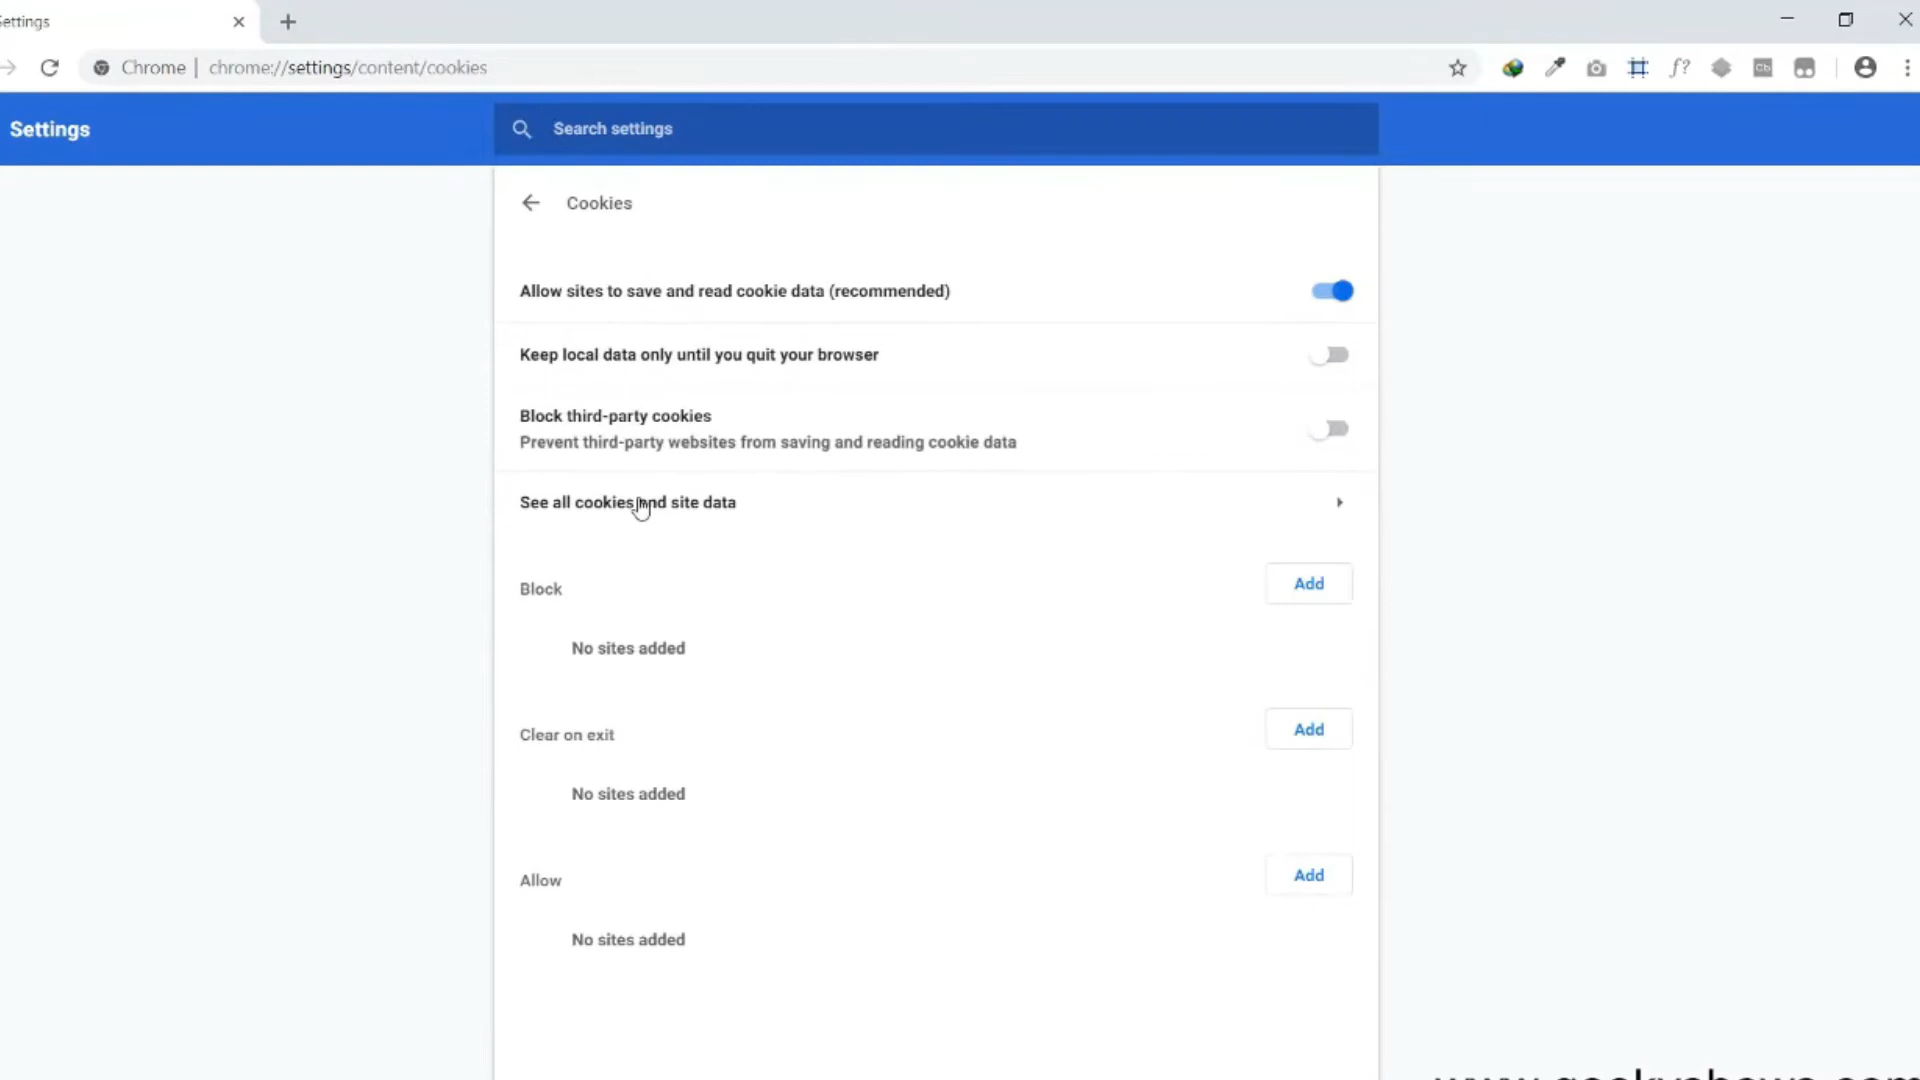 Settings
Chrome | chrome://settings/content/cookies
f?
Cb
Settings
Search settings
Cookies
Allow sites to save and read cookie data (recommended)
Keep local data only until you quit your browser
Block third-party cookies
Prevent third-party websites from saving and reading cookie data
See all cookies and site data
Block
Add
No sites added
Clear on exit
Add
No sites added
Allow
Add
No sites added